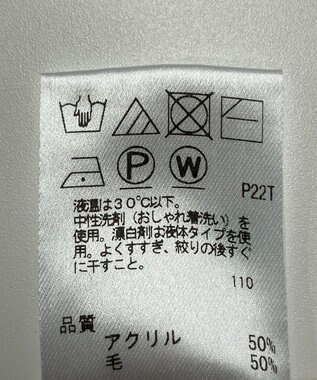 P W P22T
液温は30℃以下。
中性洗剤（おしゃれ着洗い）を
使用。漂白剤は液体タイプを使
用。よくすすぎ、絞りの後すぐ
に干すこと。
110
品質
アクリル 50%
毛 50%